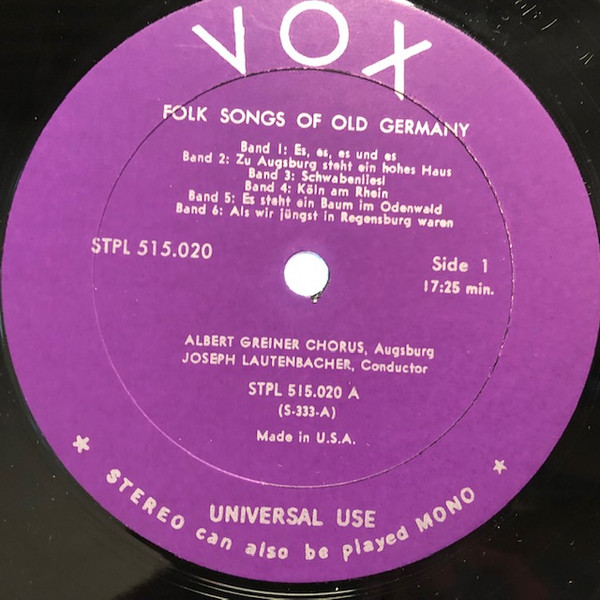 VOX
FOLK SONGS OF OLD GERMANY
Band 1: Es, es, es und es
Band 2: Zu Augsburg steht ein hohes Haus
Band 3: Schwabenliesl
Band 4: Köln am Rhein
Band 5: Es steht ein Baum im Odenwald
Band 6: Als wir jüngst in Regensburg waren
STPL 515.020
Side 1
17:25 min.
ALBERT GREINER CHORUS, Augsburg
JOSEPH LAUTENBACHER, Conductor
STPL 515.020 A
(S-333-A)
Made in U.S.A.
UNIVERSAL USE
* STEREO can also be played MONO *